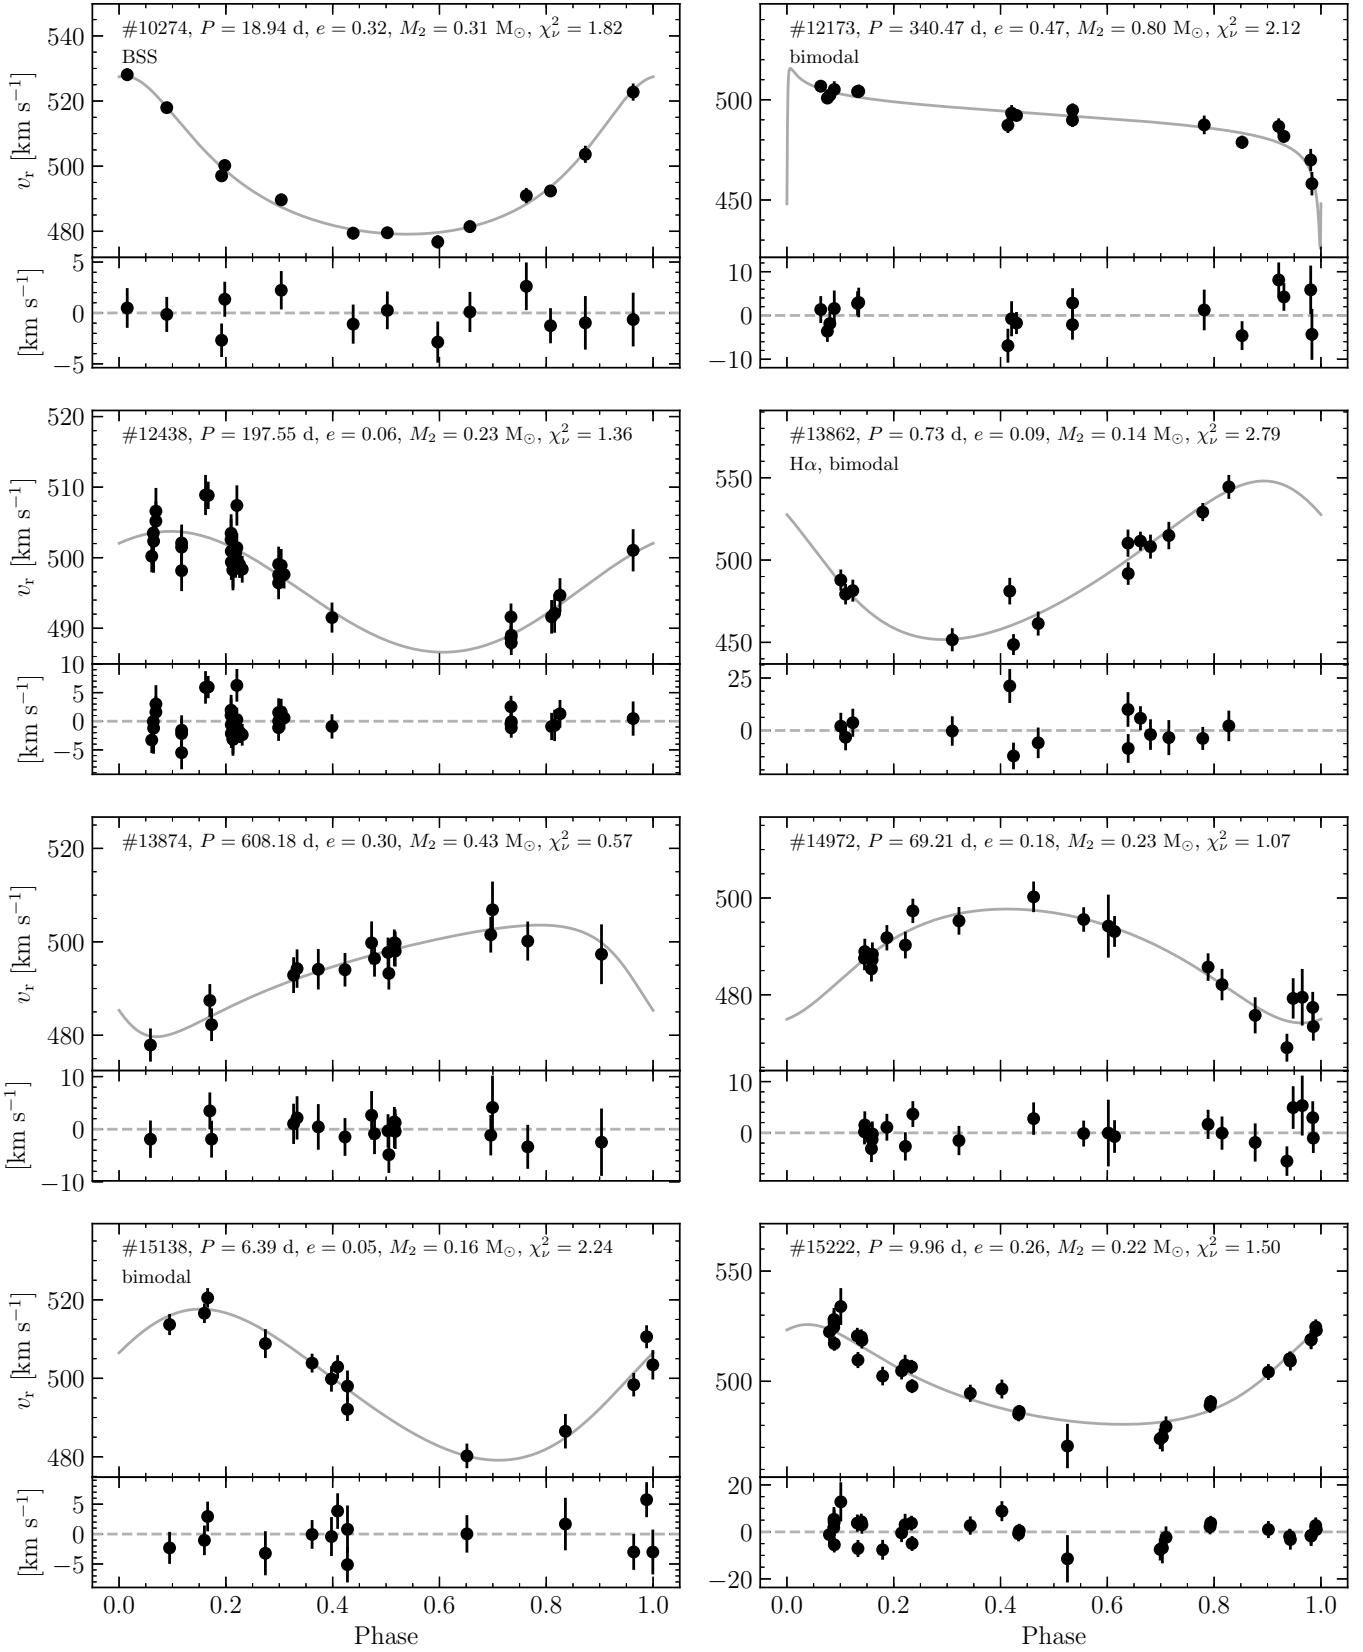 #10274, P = 18.94 d, e = 0.32, M₂ = 0.31 M⊙, χ²ᵥ = 1.82
BSS
540
520
500
480
vᵣ [km s⁻¹]
5
0
−5
[km s⁻¹]
#12173, P = 340.47 d, e = 0.47, M₂ = 0.80 M⊙, χ²ᵥ = 2.12
bimodal
500
450
10
0
−10
#12438, P = 197.55 d, e = 0.06, M₂ = 0.23 M⊙, χ²ᵥ = 1.36
520
510
500
490
vᵣ [km s⁻¹]
10
5
0
−5
[km s⁻¹]
#13862, P = 0.73 d, e = 0.09, M₂ = 0.14 M⊙, χ²ᵥ = 2.79
Hα, bimodal
550
500
450
25
0
#13874, P = 608.18 d, e = 0.30, M₂ = 0.43 M⊙, χ²ᵥ = 0.57
520
500
480
vᵣ [km s⁻¹]
10
0
−10
[km s⁻¹]
#14972, P = 69.21 d, e = 0.18, M₂ = 0.23 M⊙, χ²ᵥ = 1.07
500
480
10
0
#15138, P = 6.39 d, e = 0.05, M₂ = 0.16 M⊙, χ²ᵥ = 2.24
bimodal
520
500
480
vᵣ [km s⁻¹]
5
0
−5
[km s⁻¹]
0.0 0.2 0.4 0.6 0.8 1.0
Phase
#15222, P = 9.96 d, e = 0.26, M₂ = 0.22 M⊙, χ²ᵥ = 1.50
550
500
20
0
−20
0.0 0.2 0.4 0.6 0.8 1.0
Phase